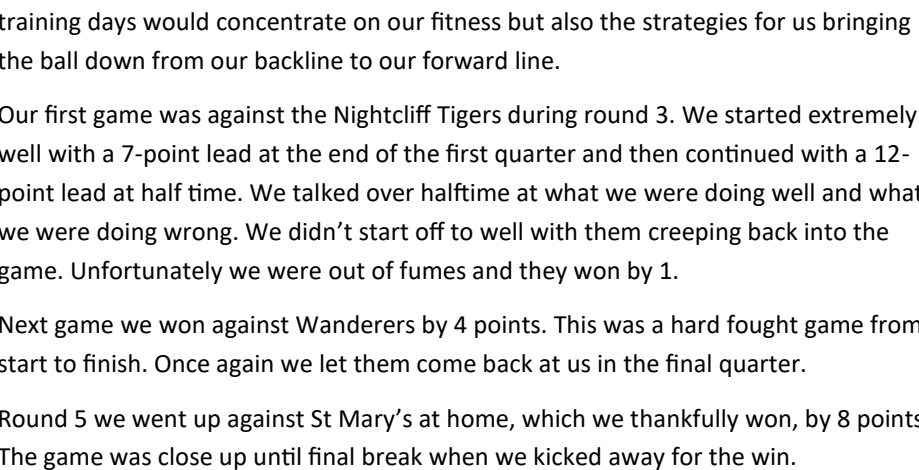 training days would concentrate on our fitness but also the strategies for us bringing
the ball down from our backline to our forward line.
Our first game was against the Nightcliff Tigers during round 3. We started extremely
well with a 7-point lead at the end of the first quarter and then continued with a 12-
point lead at half time. We talked over halftime at what we were doing well and what
we were doing wrong. We didn’t start off to well with them creeping back into the
game. Unfortunately we were out of fumes and they won by 1.
Next game we won against Wanderers by 4 points. This was a hard fought game from
start to finish. Once again we let them come back at us in the final quarter.
Round 5 we went up against St Mary’s at home, which we thankfully won, by 8 points
The game was close up until final break when we kicked away for the win.